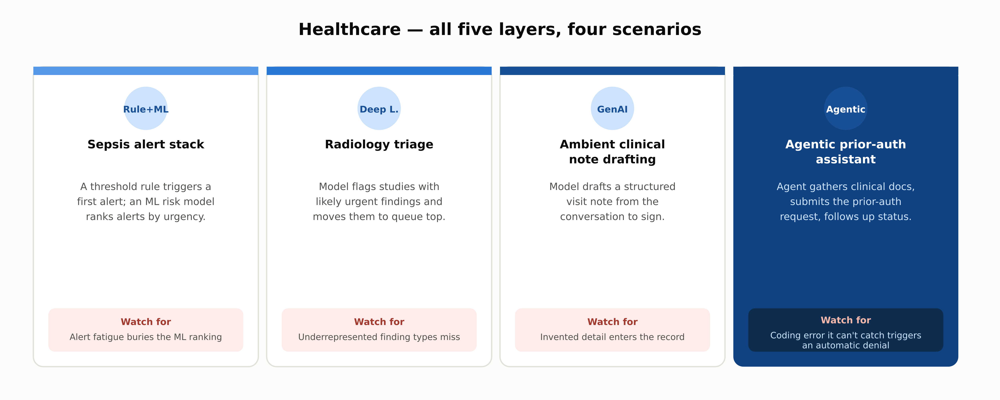 Healthcare — all five layers, four scenarios
Rule+ML
Sepsis alert stack
A threshold rule triggers a
first alert; an ML risk model
ranks alerts by urgency.
Watch for
Alert fatigue buries the ML ranking
Deep L.
Radiology triage
Model flags studies with
likely urgent findings and
moves them to queue top.
Watch for
Underrepresented finding types miss
GenAI
Ambient clinical
note drafting
Model drafts a structured
visit note from the
conversation to sign.
Watch for
Invented detail enters the record
Agentic
Agentic prior-auth
assistant
Agent gathers clinical docs,
submits the prior-auth
request, follows up status.
Watch for
Coding error it can't catch triggers
an automatic denial